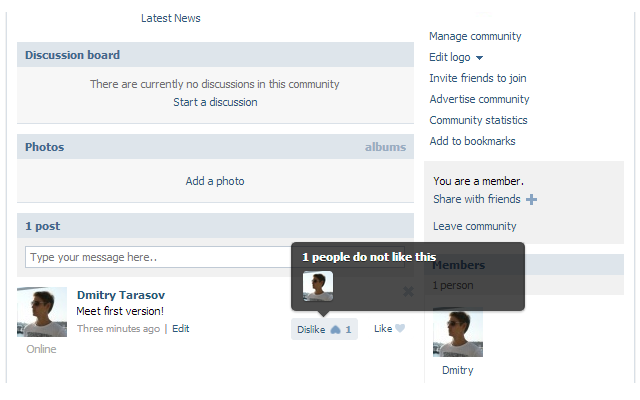 Latest News
Discussion board
There are currently no discussions in this community
Start a discussion
Photos
albums
Add a photo
1 post
Type your message here..
Dmitry Tarasov
Meet first version!
Three minutes ago | Edit
Online
1 people do not like this
Dislike 1
Like
Manage community
Edit logo
Invite friends to join
Advertise community
Community statistics
Add to bookmarks
You are a member.
Share with friends
Leave community
Members
1 person
Dmitry